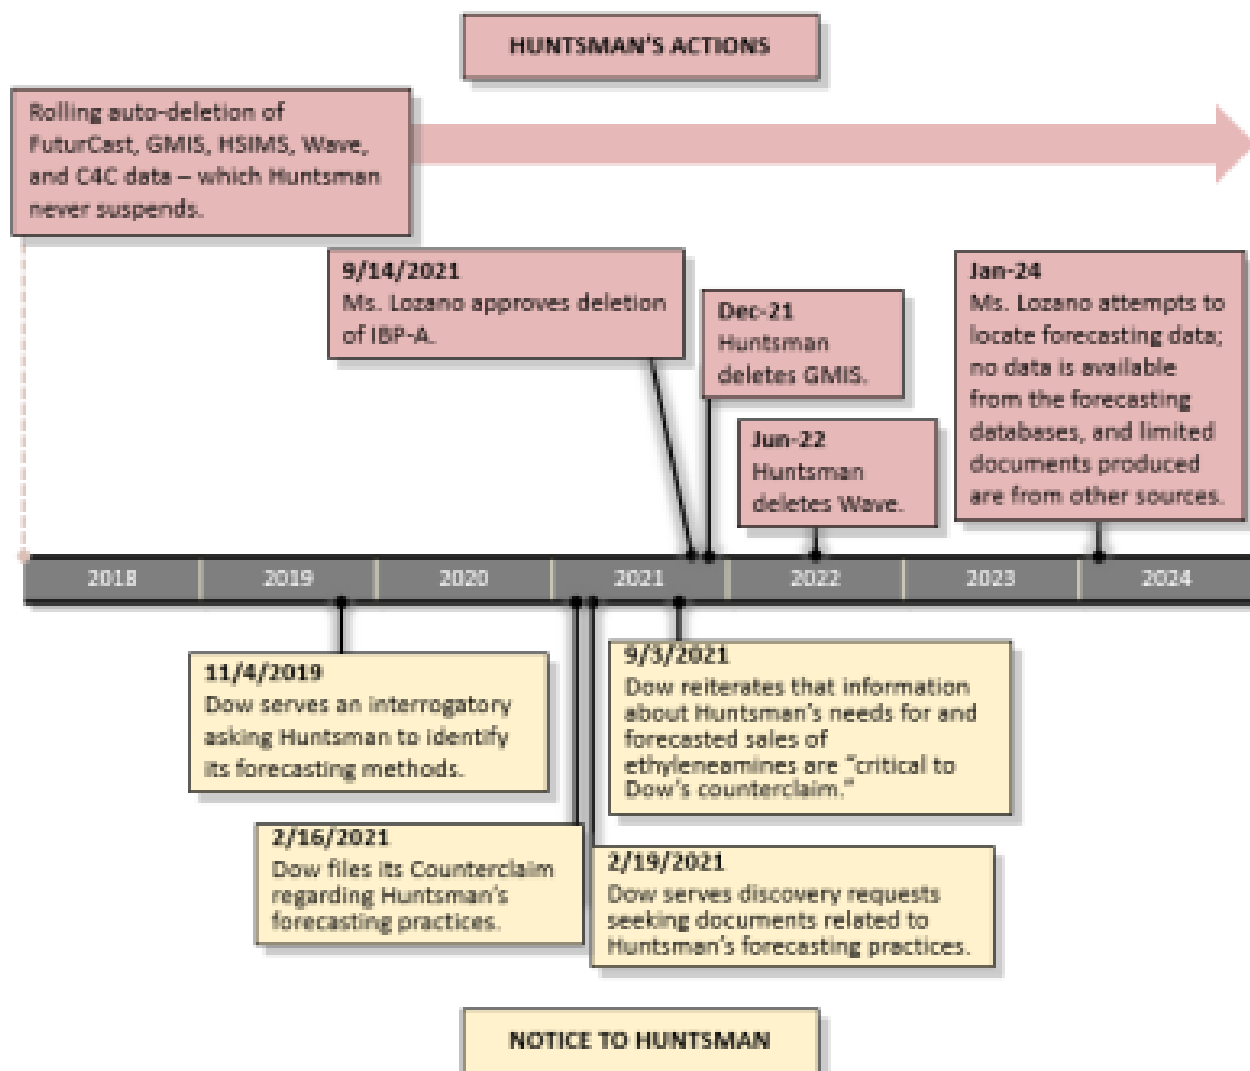 HUNTSMAN'S ACTIONS
Rolling auto-deletion of
FuturCast, GMIS, HSIMS, Wave,
and C4C data – which Huntsman
never suspends.
9/14/2021
Ms. Lozano approves deletion
of IBP-A.
Dec-21
Huntsman
deletes GMIS.
Jun-22
Huntsman
deletes Wave.
Jan-24
Ms. Lozano attempts to
locate forecasting data;
no data is available
from the forecasting
databases, and limited
documents produced
are from other sources.
2018 2019 2020 2021 2022 2023 2024
11/4/2019
Dow serves an interrogatory
asking Huntsman to identify
its forecasting methods.
9/3/2021
Dow reiterates that information
about Huntsman's needs for and
forecasted sales of
ethyleneamines are "critical to
Dow's counterclaim."
2/16/2021
Dow files its Counterclaim
regarding Huntsman's
forecasting practices.
2/19/2021
Dow serves discovery requests
seeking documents related to
Huntsman's forecasting practices.
NOTICE TO HUNTSMAN